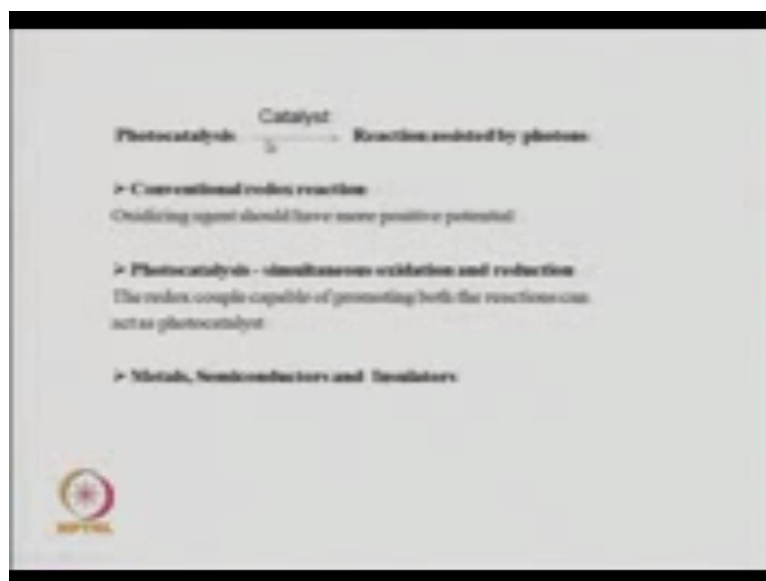 Catalyst
Photocatalysis Reaction assisted by photons
➢ Conventional redox reaction
Oxidizing agent should have more positive potential
➢ Photocatalysis - simultaneous oxidation and reduction
The redox couple capable of promoting both the reactions can
act as photocatalyst
➢ Metals, Semiconductors and Insulators
NPTEL